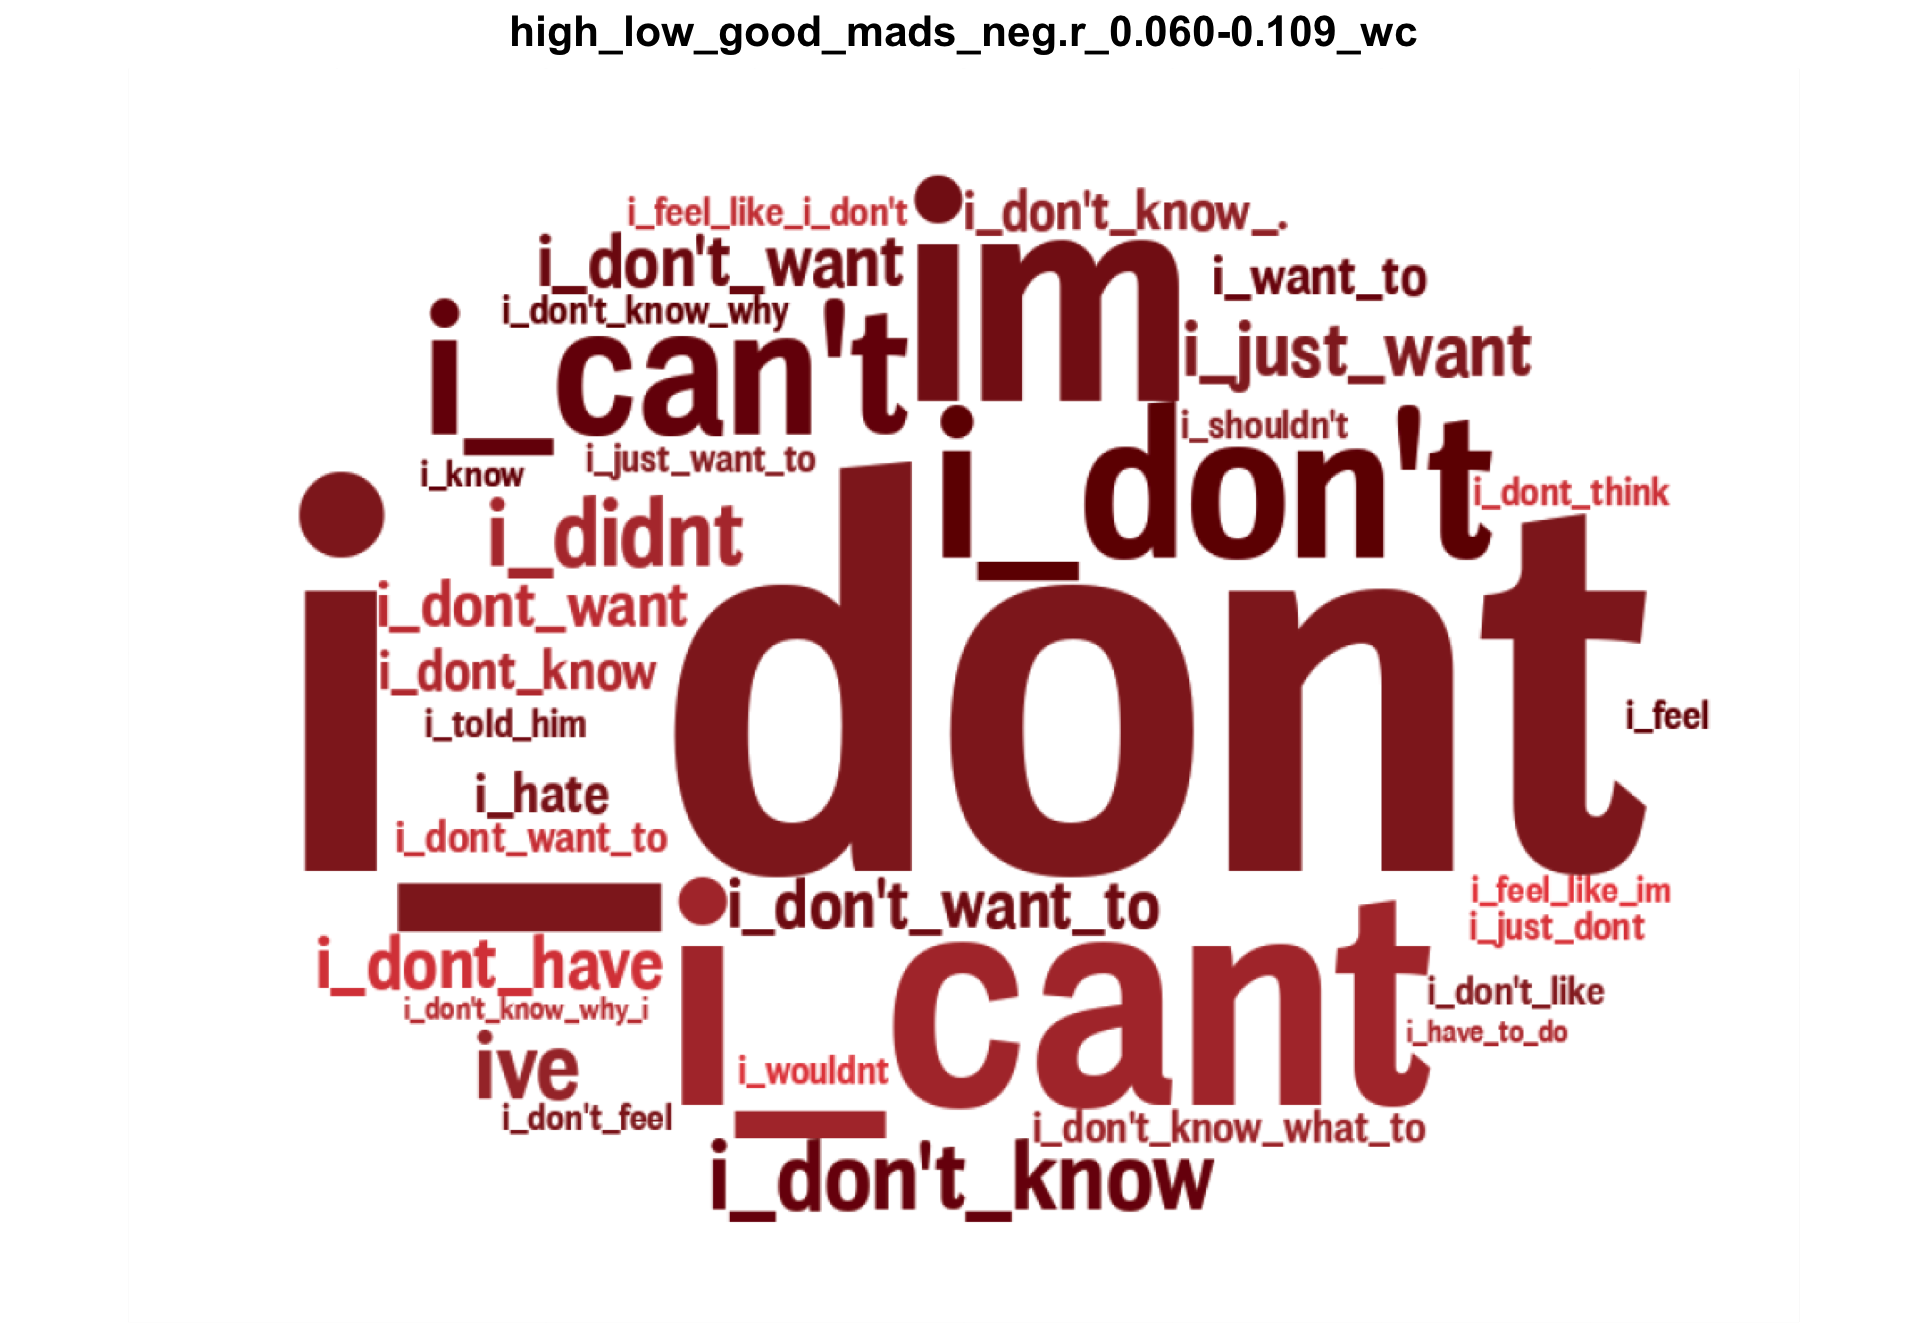 high_low_good_mads_neg.r_0.060-0.109_wc
i_feel_like_i_don't
im
i_don't_know_.
i_don't_want
i_want_to
i_don't_know_why
i_can't
i_just_want
i_don't
i_shouldn't
i_know
i_just_want_to
i_dont_think
i_didnt
i_dont
i_dont_want
i_dont_know
i_told_him
i_feel
i_hate
i_dont_want_to
i_don't_want_to
i_feel_like_im
i_just_dont
i_dont_have
i_don't_know_why_i
i_cant
i_don't_like
i_have_to_do
ive
i_wouldnt
i_don't_feel
i_don't_know_what_to
i_don't_know